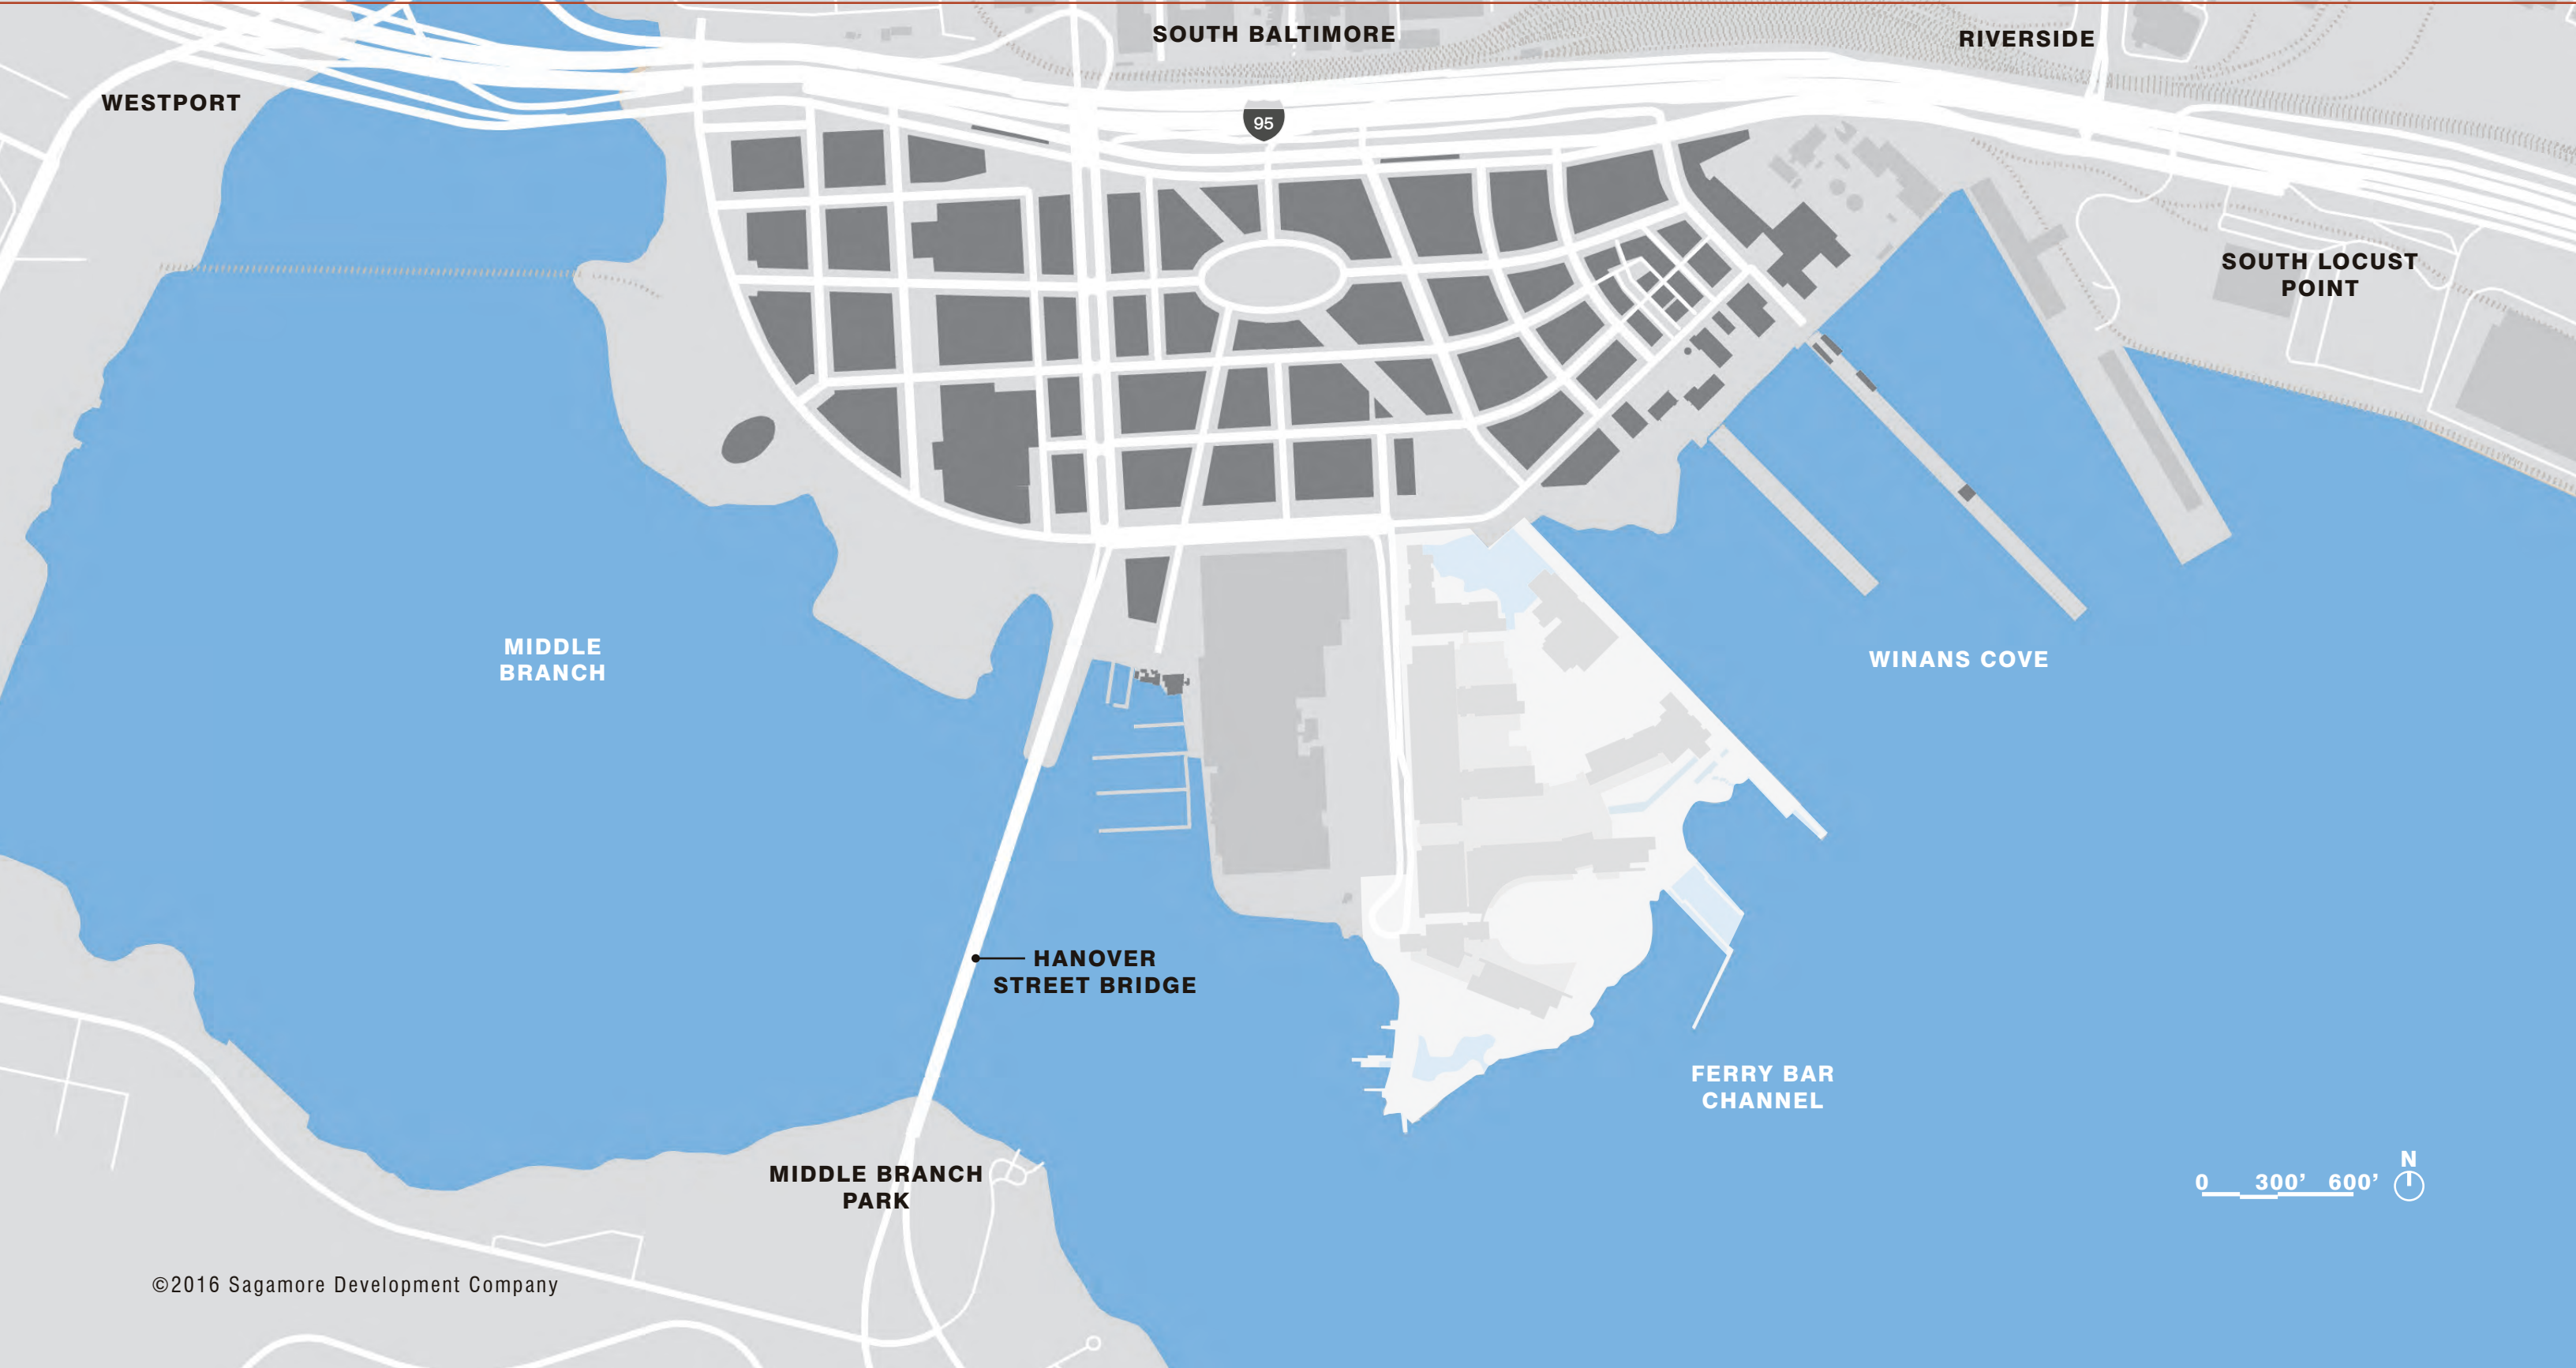 SOUTH BALTIMORE
RIVERSIDE
WESTPORT
95
SOUTH LOCUST
POINT
MIDDLE
BRANCH
WINANS COVE
HANOVER
STREET BRIDGE
FERRY BAR
CHANNEL
MIDDLE BRANCH
PARK
N
0 300’ 600’
©2016 Sagamore Development Company